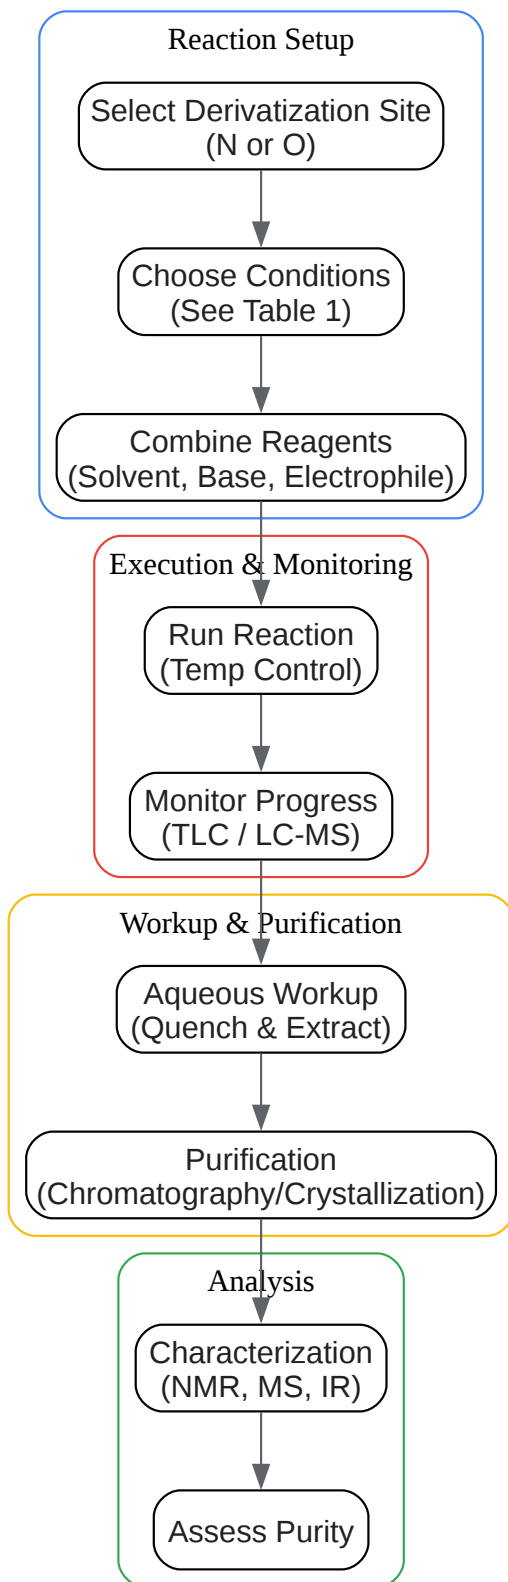 Reaction Setup
Select Derivatization Site
(N or O)
Choose Conditions
(See Table 1)
Combine Reagents
(Solvent, Base, Electrophile)
Execution & Monitoring
Run Reaction
(Temp Control)
Monitor Progress
(TLC / LC-MS)
Workup & Purification
Aqueous Workup
(Quench & Extract)
Purification
(Chromatography/Crystallization)
Analysis
Characterization
(NMR, MS, IR)
Assess Purity